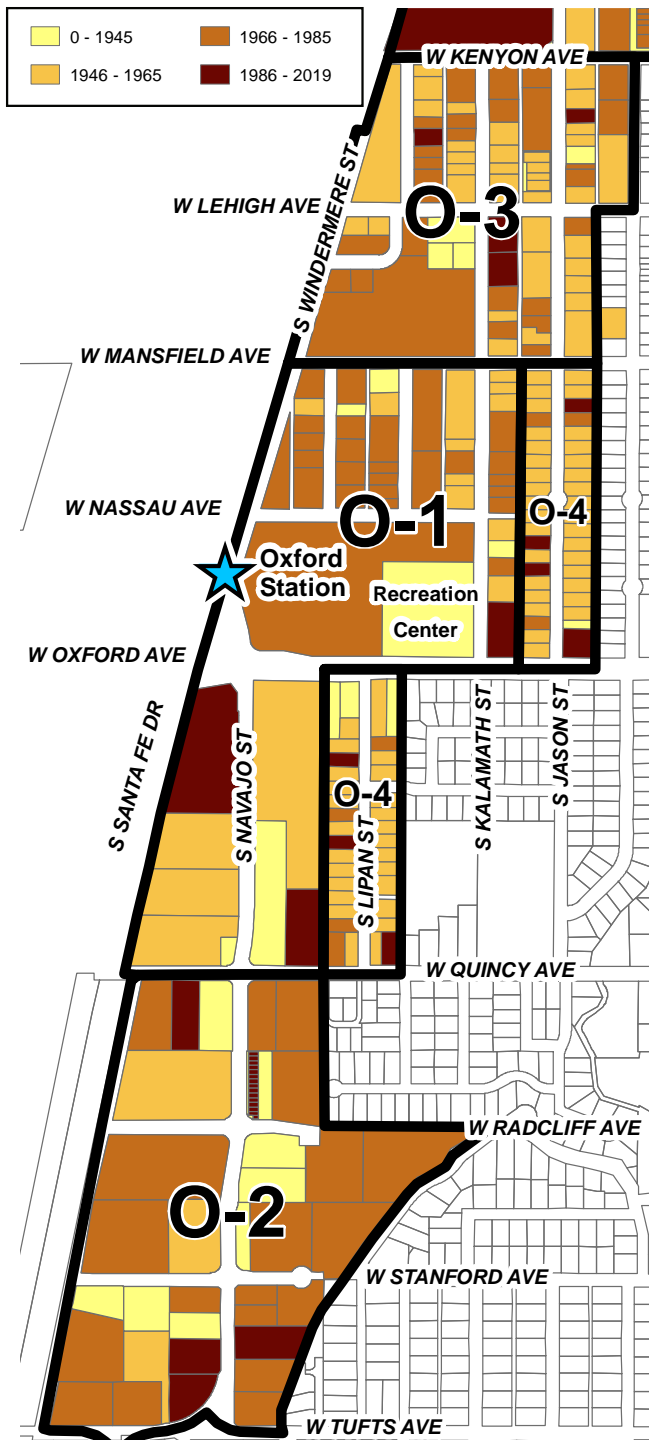 0 - 1945
1966 - 1985
1946 - 1965
1986 - 2019
W KENYON AVE
S WINDERMERE ST
W LEHIGH AVE
O-3
W MANSFIELD AVE
W NASSAU AVE
O-1
O-4
Oxford
Station
Recreation
Center
W OXFORD AVE
S SANTA FE DR
S NAVAJO ST
O-4
S LIPAN ST
S KALAMATH ST
S JASON ST
W QUINCY AVE
W RADCLIFF AVE
O-2
W STANFORD AVE
W TUFTS AVE